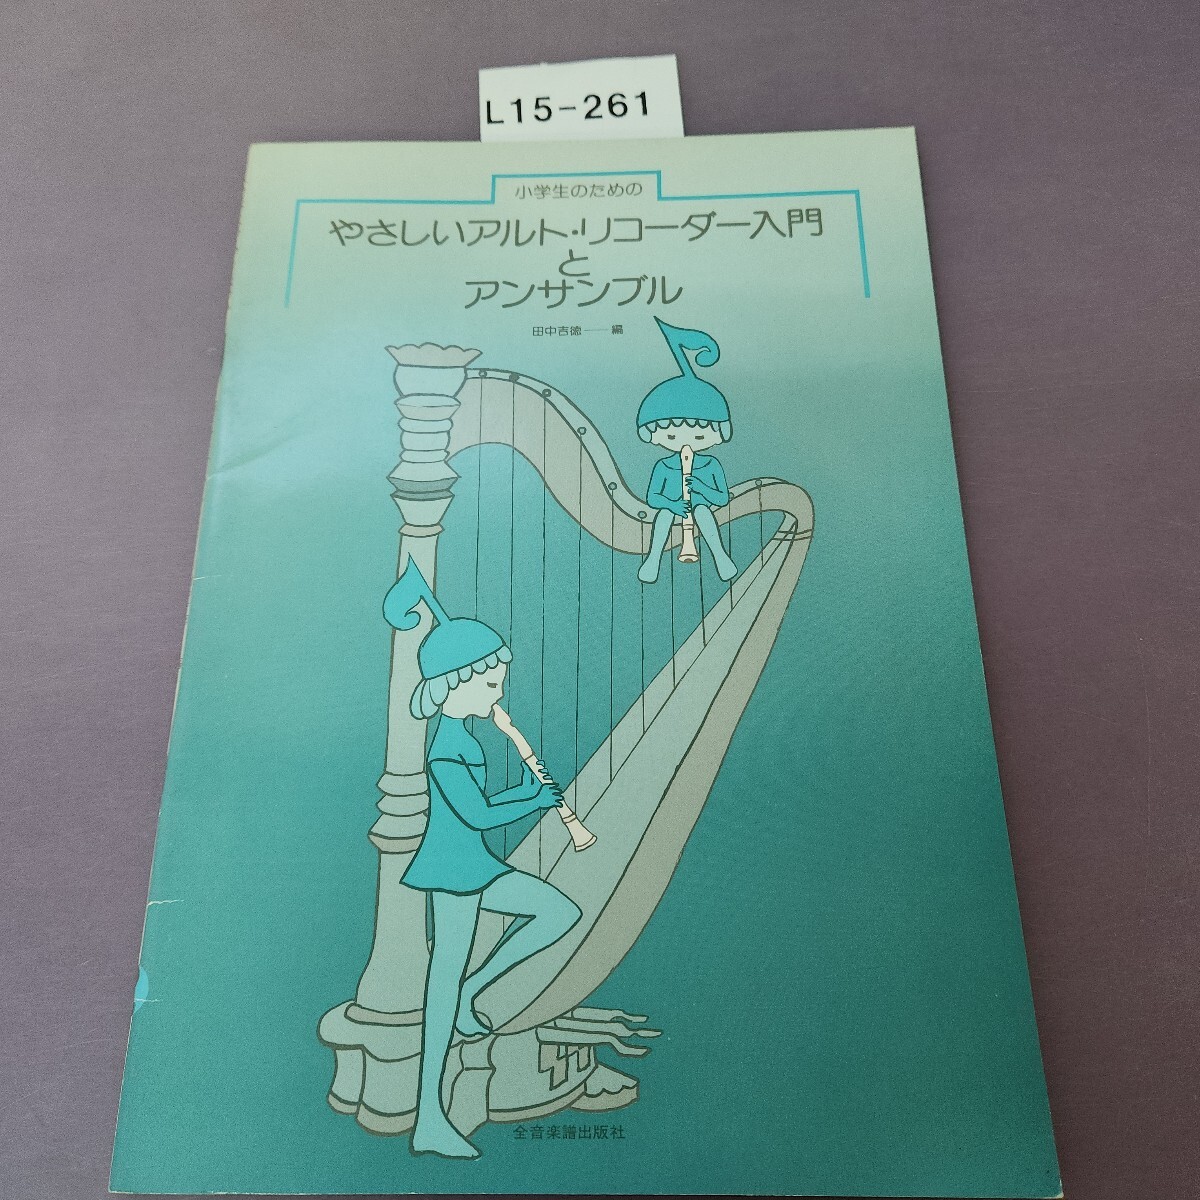 L15-261
小学生のための
やさしいアルト・リコーダー入門
と
アンサンブル
田中吉徳──編
全音楽譜出版社